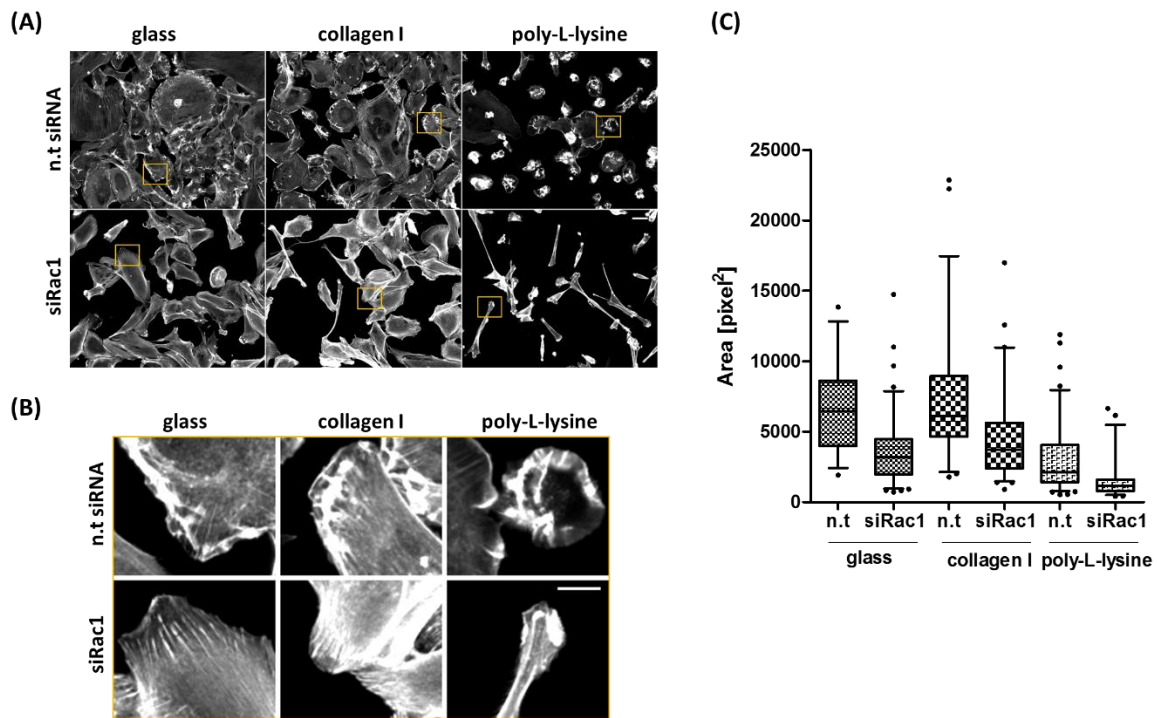 (A)
glass collagen I poly-L-lysine
n.t siRNA
siRac1
(B)
glass collagen I poly-L-lysine
n.t siRNA
siRac1
(C)
Area [pixel²]
25000
20000
15000
10000
5000
0
n.t siRac1 n.t siRac1 n.t siRac1
glass collagen I poly-L-lysine